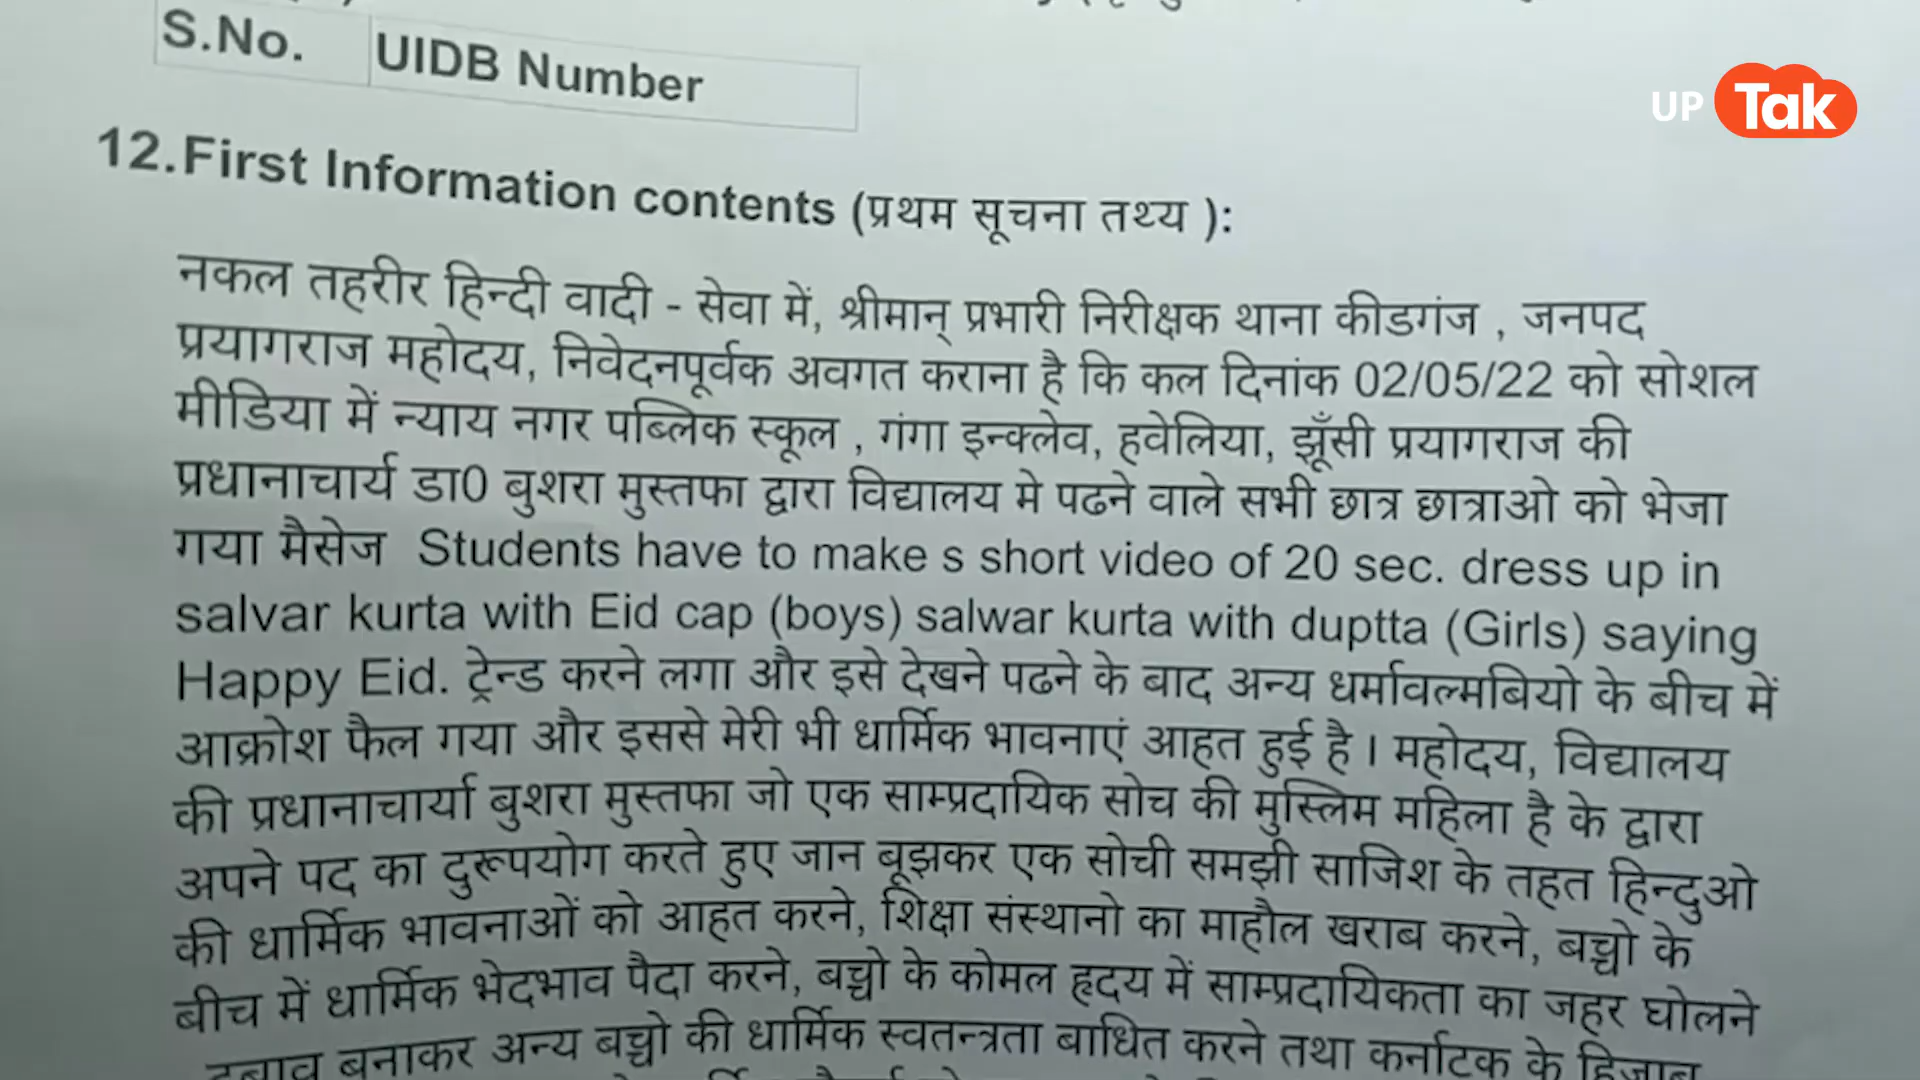 S.No. UIDB Number
UP Tak
12.First Information contents (प्रथम सूचना तथ्य ):
नकल तहरीर हिन्दी वादी - सेवा में, श्रीमान् प्रभारी निरीक्षक थाना कीडगंज , जनपद
प्रयागराज महोदय, निवेदनपूर्वक अवगत कराना है कि कल दिनांक 02/05/22 को सोशल
मीडिया में न्याय नगर पब्लिक स्कूल , गंगा इन्क्लेव, हवेलिया, झूँसी प्रयागराज की
प्रधानाचार्य डा0 बुशरा मुस्तफा द्वारा विद्यालय मे पढने वाले सभी छात्र छात्राओ को भेजा
गया मैसेज Students have to make s short video of 20 sec. dress up in
salvar kurta with Eid cap (boys) salwar kurta with duptta (Girls) saying
Happy Eid. ट्रेन्ड करने लगा और इसे देखने पढने के बाद अन्य धर्मावल्मबियो के बीच में
आक्रोश फैल गया और इससे मेरी भी धार्मिक भावनाएं आहत हुई है । महोदय, विद्यालय
की प्रधानाचार्या बुशरा मुस्तफा जो एक साम्प्रदायिक सोच की मुस्लिम महिला है के द्वारा
अपने पद का दुरूपयोग करते हुए जान बूझकर एक सोची समझी साजिश के तहत हिन्दुओ
की धार्मिक भावनाओं को आहत करने, शिक्षा संस्थानो का माहौल खराब करने, बच्चो के
बीच में धार्मिक भेदभाव पैदा करने, बच्चो के कोमल हृदय में साम्प्रदायिकता का जहर घोलने
दबाव बनाकर अन्य बच्चो की धार्मिक स्वतन्त्रता बाधित करने तथा कर्नाटक के हिजाब